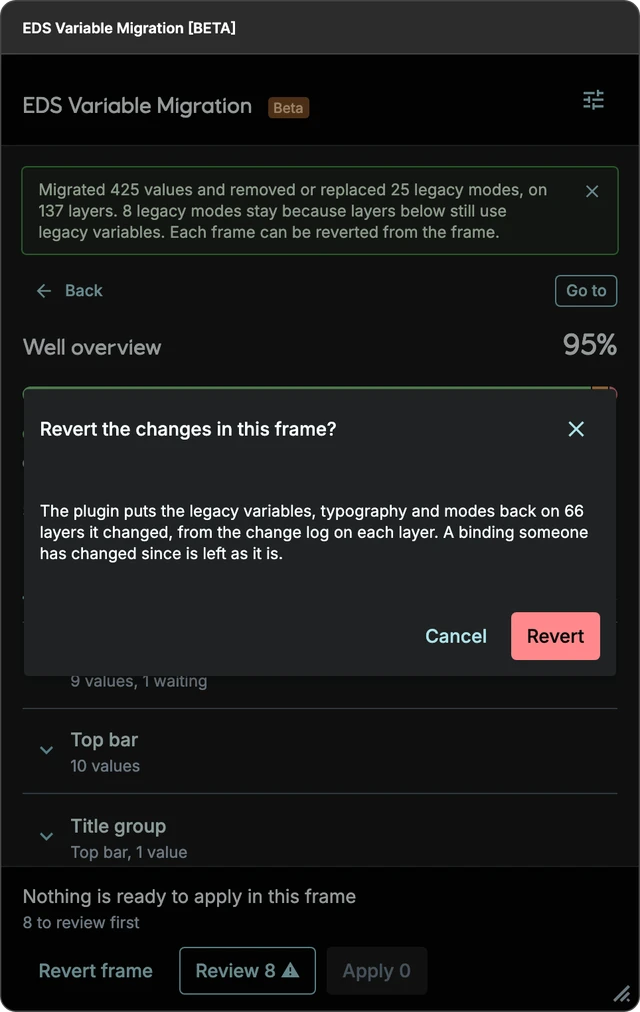 EDS Variable Migration [BETA]
EDS Variable Migration Beta
Migrated 425 values and removed or replaced 25 legacy modes, on
137 layers. 8 legacy modes stay because layers below still use
legacy variables. Each frame can be reverted from the frame.
Back
Go to
Well overview
95%
Revert the changes in this frame?
The plugin puts the legacy variables, typography and modes back on 66
layers it changed, from the change log on each layer. A binding someone
has changed since is left as it is.
Cancel
Revert
9 values, 1 waiting
Top bar
10 values
Title group
Top bar, 1 value
Nothing is ready to apply in this frame
8 to review first
Revert frame
Review 8
Apply 0